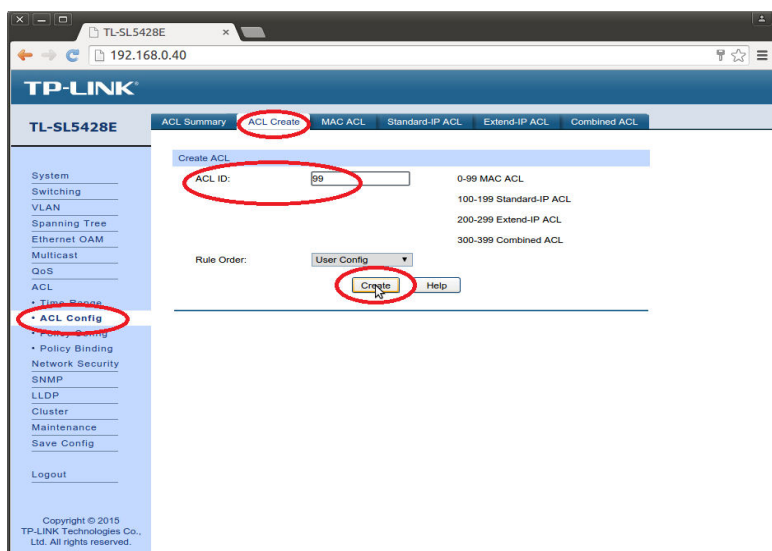 TL-SL5428E
192.168.0.40
TP-LINK
TL-SL5428E
ACL Summary
ACL Create
MAC ACL
Standard-IP ACL
Extend-IP ACL
Combined ACL
System
Switching
VLAN
Spanning Tree
Ethernet OAM
Multicast
QoS
ACL
• Time-Range
• ACL Config
• Policy Config
• Policy Binding
Network Security
SNMP
LLDP
Cluster
Maintenance
Save Config
Logout
Copyright © 2015
TP-LINK Technologies Co.,
Ltd. All rights reserved.
Create ACL
ACL ID:
99
0-99 MAC ACL
100-199 Standard-IP ACL
200-299 Extend-IP ACL
300-399 Combined ACL
Rule Order:
User Config
Create
Help